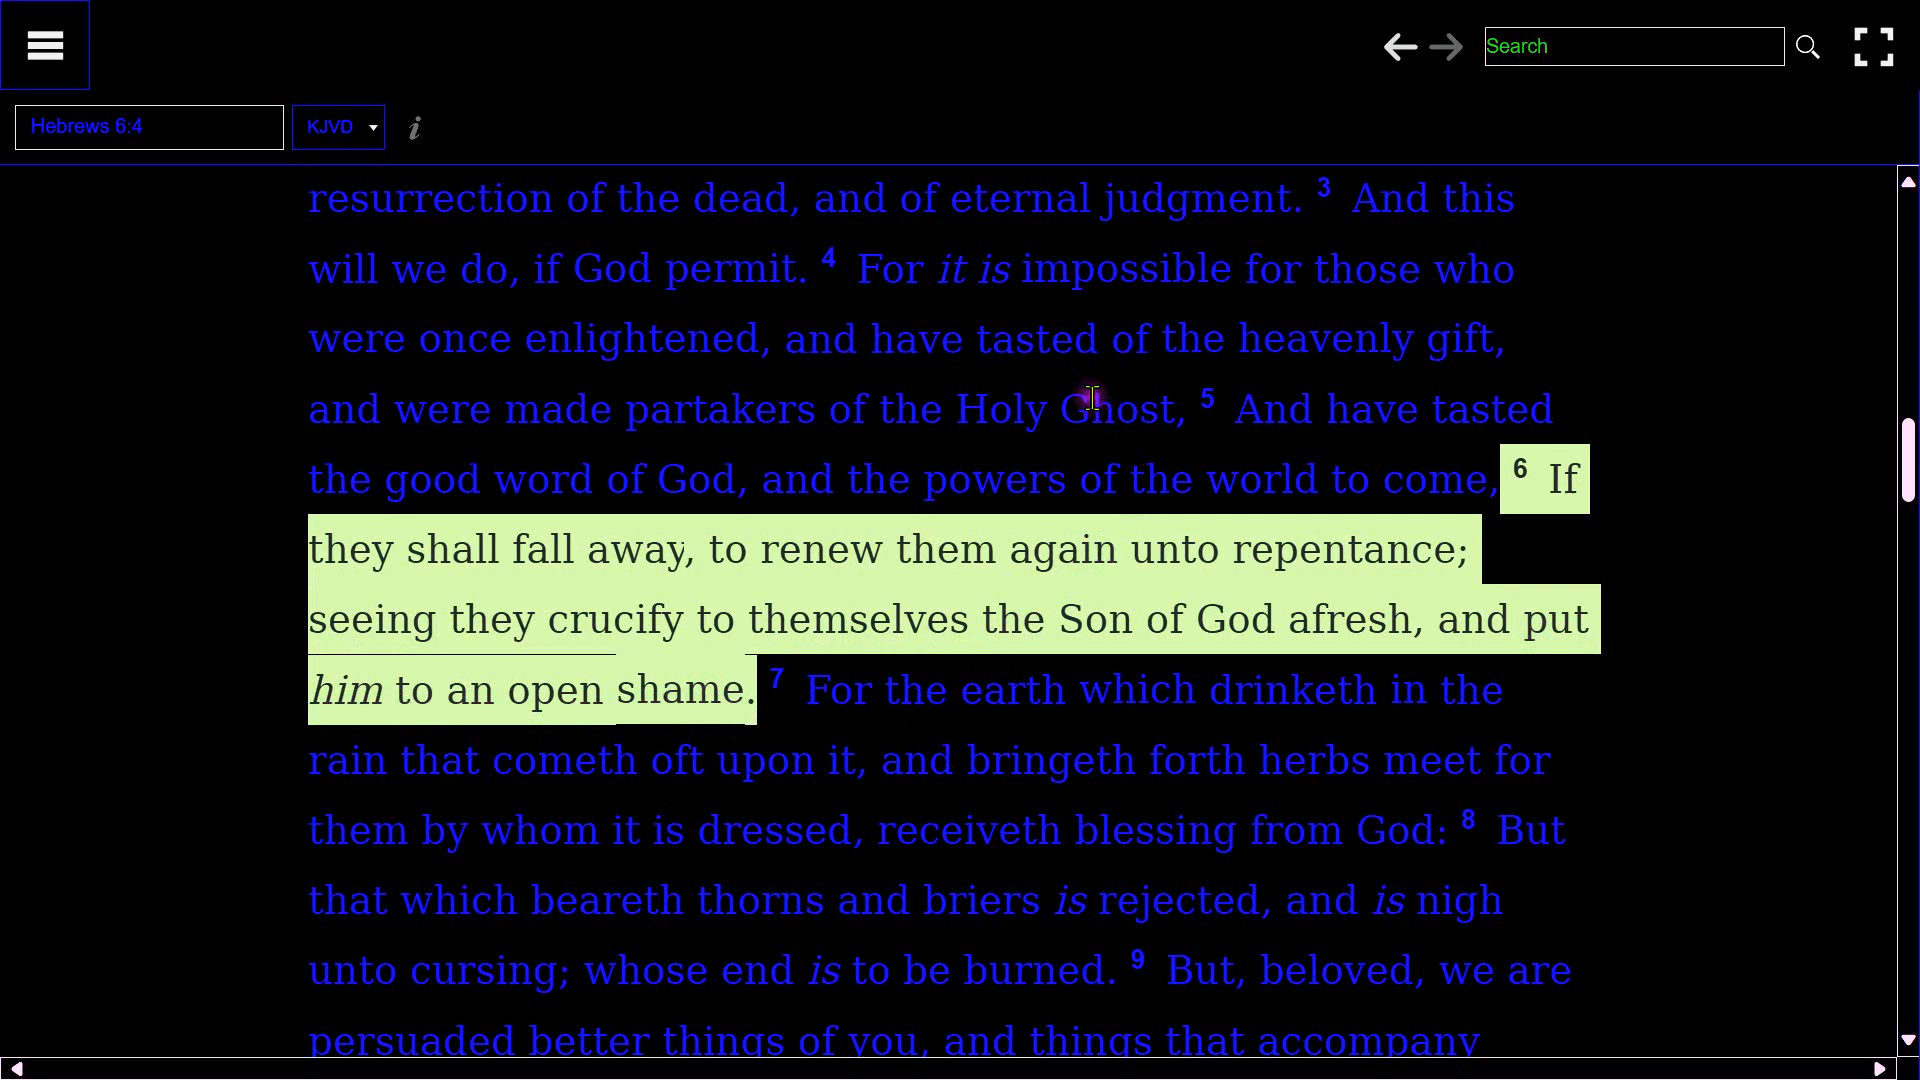 Search
Hebrews 6:4
KJVD
i
resurrection of the dead, and of eternal judgment. 3 And this
will we do, if God permit. 4 For it is impossible for those who
were once enlightened, and have tasted of the heavenly gift,
and were made partakers of the Holy Ghost, 5 And have tasted
the good word of God, and the powers of the world to come, 6 If
they shall fall away, to renew them again unto repentance;
seeing they crucify to themselves the Son of God afresh, and put
him to an open shame. 7 For the earth which drinketh in the
rain that cometh oft upon it, and bringeth forth herbs meet for
them by whom it is dressed, receiveth blessing from God: 8 But
that which beareth thorns and briers is rejected, and is nigh
unto cursing; whose end is to be burned. 9 But, beloved, we are
persuaded better things of you, and things that accompany